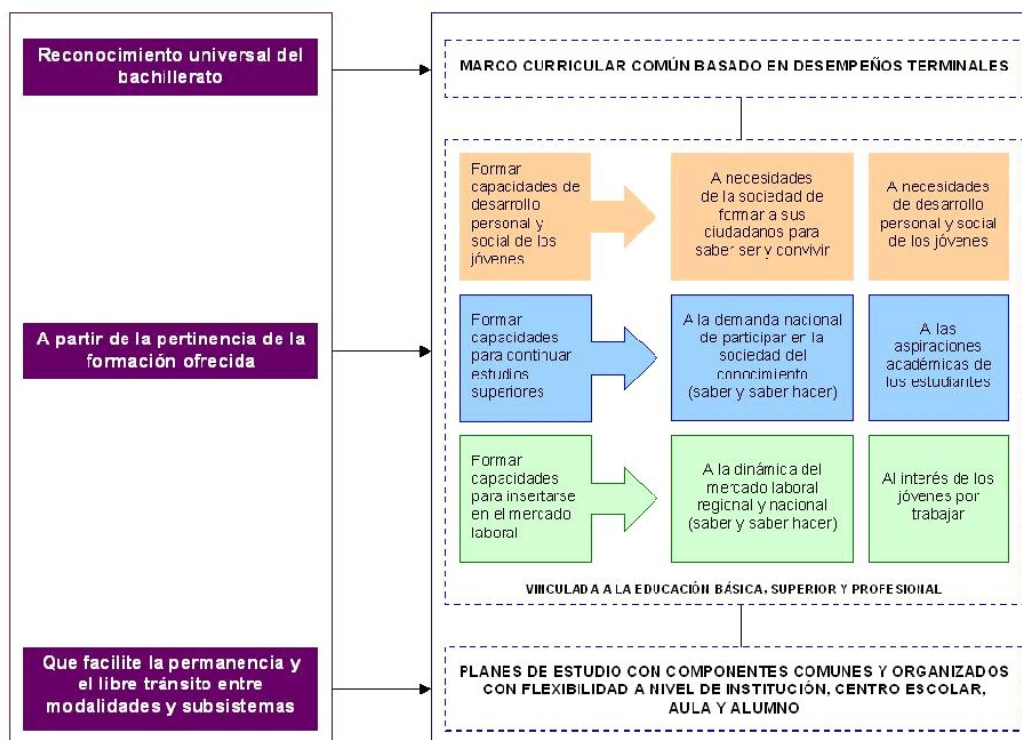 Reconocimiento universal del
bachillerato
MARCO CURRICULAR COMÚN BASADO EN DESEMPEÑOS TERMINALES
Formar
capacidades de
desarrollo
personal y
social de los
jóvenes
A necesidades
de la sociedad de
formar a sus
ciudadanos para
saber ser y convivir
A necesidades
de desarrollo
personal y social
de los jóvenes
A partir de la pertinencia de la
formación ofrecida
Formar
capacidades
para continuar
estudios
superiores
A la demanda nacional
de participar en la
sociedad del
conocimiento
(saber y saber hacer)
A las
aspiraciones
académicas de
los estudiantes
Formar
capacidades
para insertarse
en el mercado
laboral
A la dinámica del
mercado laboral
regional y nacional
(saber y saber hacer)
Al interés de los
jóvenes por
trabajar
VINCULADA A LA EDUCACIÓN BÁSICA, SUPERIOR Y PROFESIONAL
Que facilite la permanencia y
el libre tránsito entre
modalidades y subsistemas
PLANES DE ESTUDIO CON COMPONENTES COMUNES Y ORGANIZADOS
CON FLEXIBILIDAD A NIVEL DE INSTITUCIÓN, CENTRO ESCOLAR,
AULA Y ALUMNO